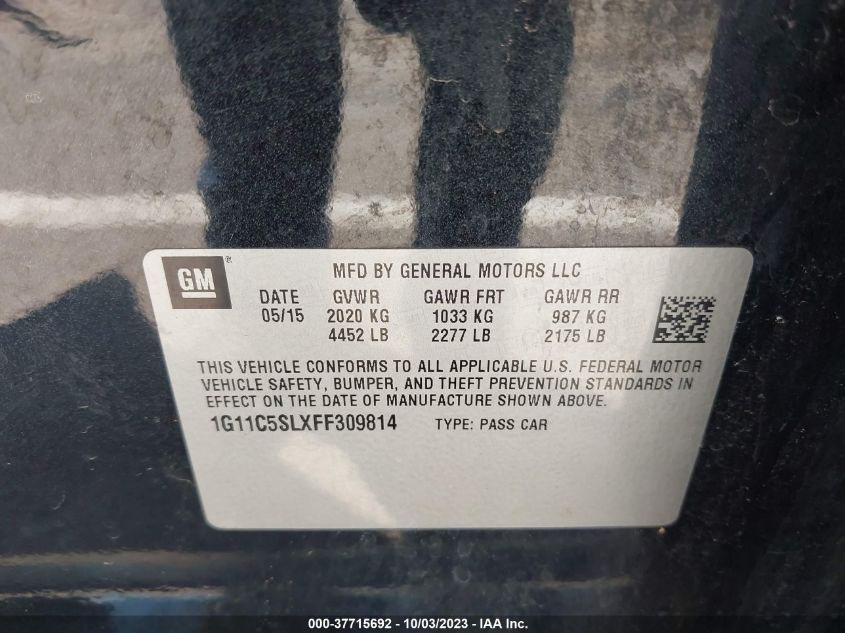 GM® MFD BY GENERAL MOTORS LLC
DATE GVWR GAWR FRT GAWR RR
05/15 2020 KG 1033 KG 987 KG
4452 LB 2277 LB 2175 LB
THIS VEHICLE CONFORMS TO ALL APPLICABLE U.S. FEDERAL MOTOR
VEHICLE SAFETY, BUMPER, AND THEFT PREVENTION STANDARDS IN
EFFECT ON THE DATE OF MANUFACTURE SHOWN ABOVE.
1G11C5SLXFF309814 TYPE: PASS CAR
000-37715692 - 10/03/2023 - IAA Inc.